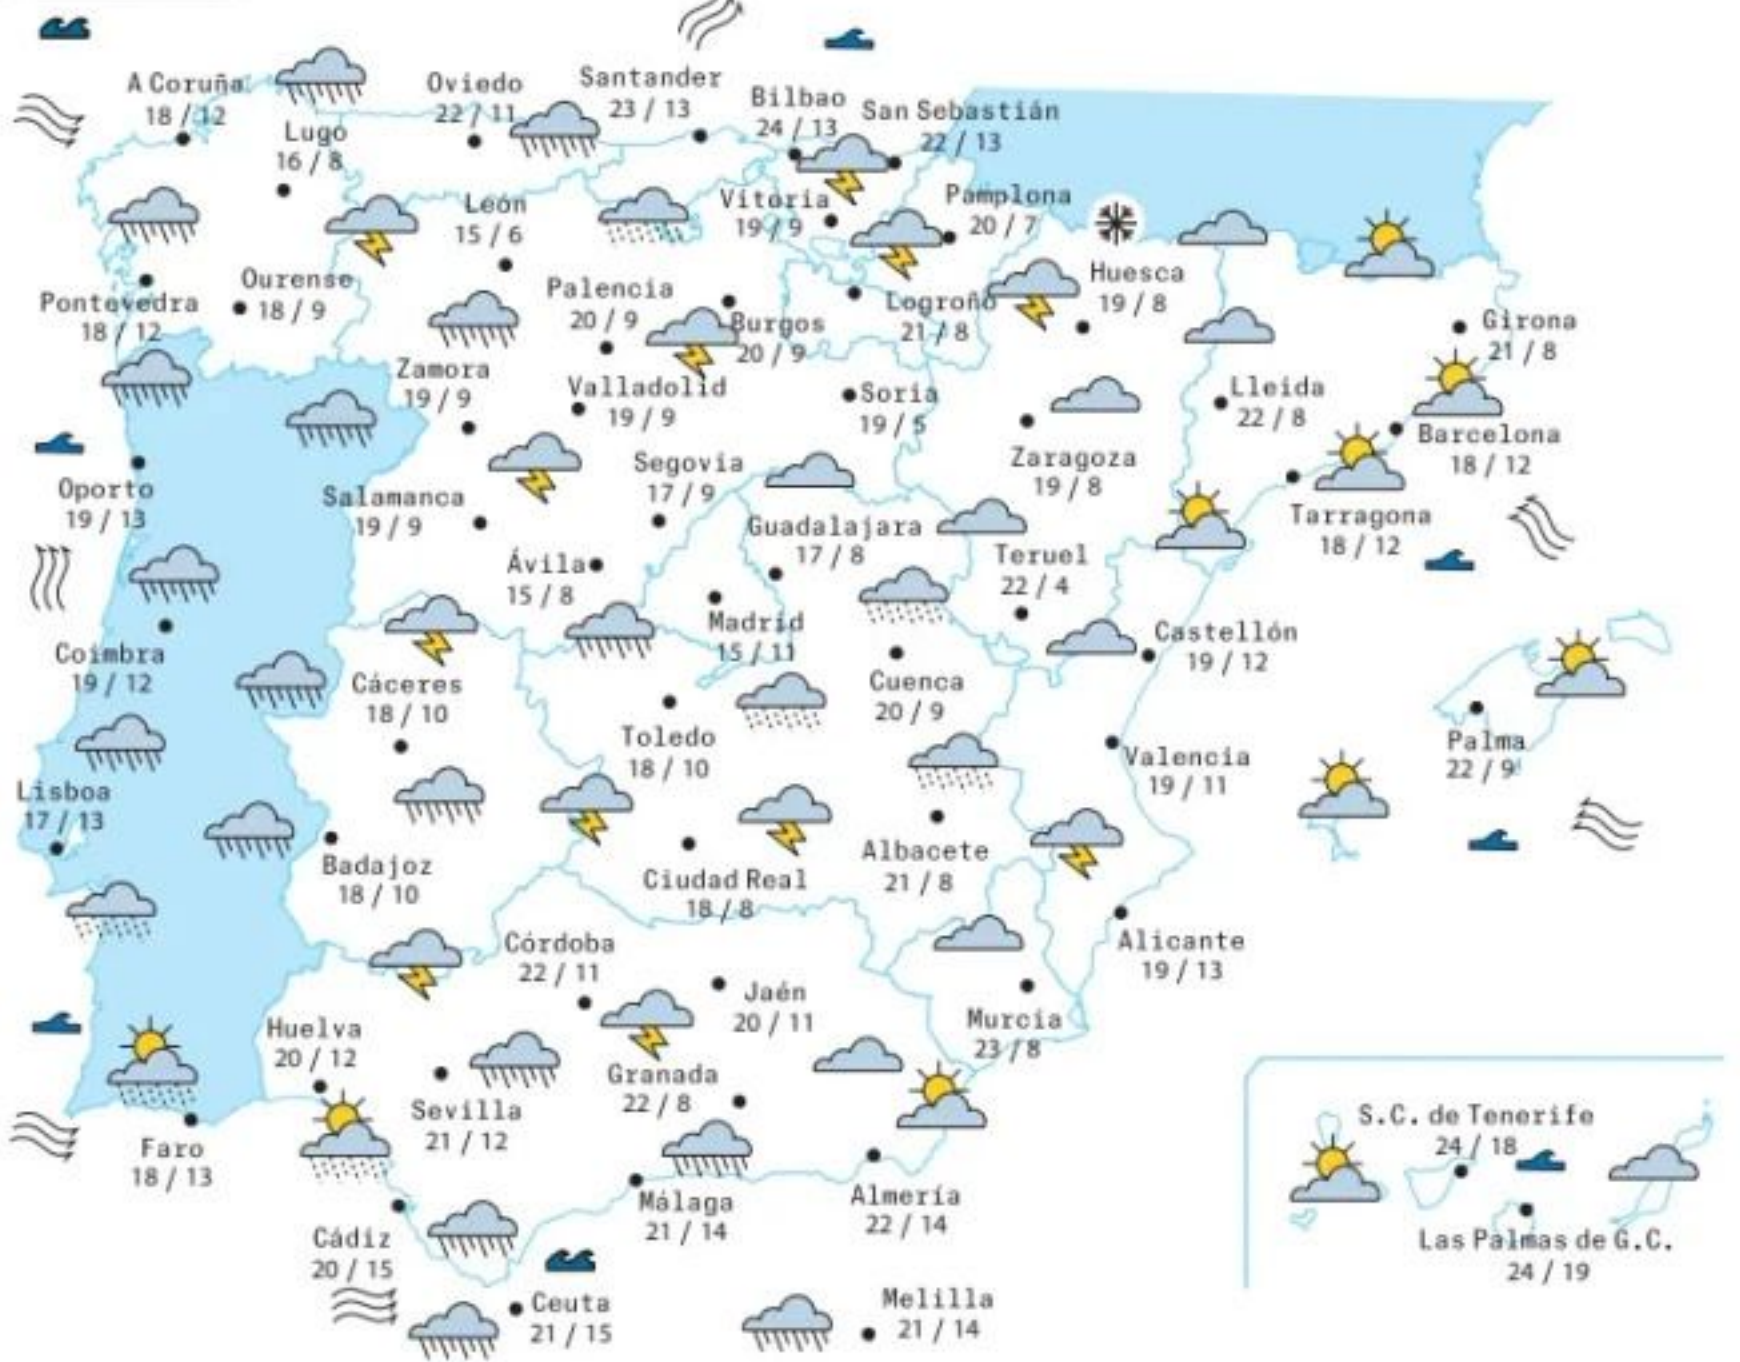 A Coruña
18 / 12
Lugo
16 / 8
Oviedo
22 / 11
Santander
23 / 13
Bilbao
24 / 13
San Sebastián
22 / 13
Pontevedra
18 / 12
Ourense
18 / 9
León
15 / 6
Palencia
20 / 9
Burgos
20 / 9
Vitoria
19 / 9
Pamplona
20 / 7
Logroño
21 / 8
Huesca
19 / 8
Girona
21 / 8
Zamora
19 / 9
Valladolid
19 / 9
Soria
19 / 5
Zaragoza
19 / 8
Lleida
22 / 8
Barcelona
18 / 12
Tarragona
18 / 12
Oporto
19 / 13
Salamanca
19 / 9
Segovia
17 / 9
Ávila
15 / 8
Guadalajara
17 / 8
Madrid
15 / 11
Teruel
22 / 4
Castellón
19 / 12
Coimbra
19 / 12
Cáceres
18 / 10
Toledo
18 / 10
Cuenca
20 / 9
Valencia
19 / 11
Palma
22 / 9
Lisboa
17 / 13
Badajoz
18 / 10
Ciudad Real
18 / 8
Albacete
21 / 8
Alicante
19 / 13
Córdoba
22 / 11
Jaén
20 / 11
Murcia
23 / 8
Huelva
20 / 12
Sevilla
21 / 12
Granada
22 / 8
Faro
18 / 13
Cádiz
20 / 15
Málaga
21 / 14
Almería
22 / 14
Ceuta
21 / 15
Melilla
21 / 14
S.C. de Tenerife
24 / 18
Las Palmas de G.C.
24 / 19